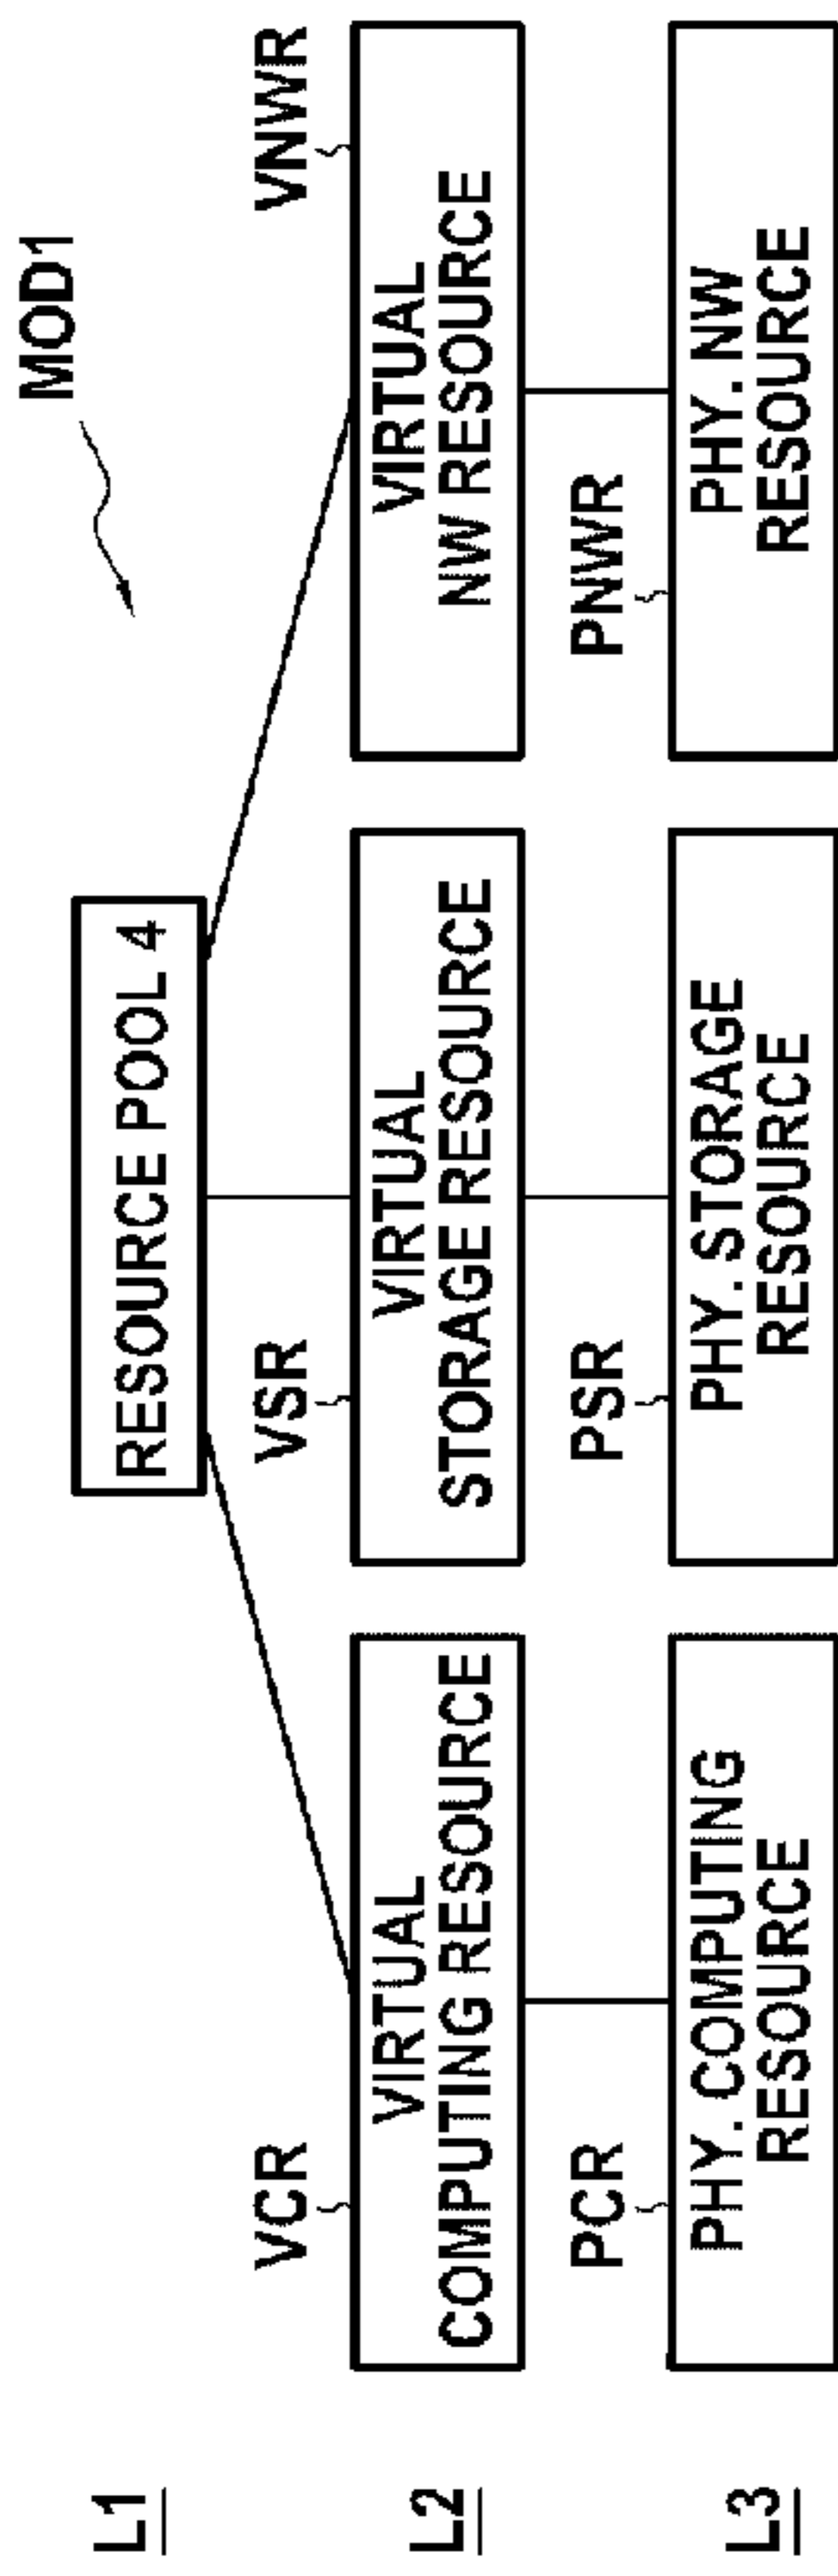 MOD1
L1
RESOURCE POOL 4
VCR
VSR
VNWR
L2
VIRTUAL
COMPUTING RESOURCE
VIRTUAL
STORAGE RESOURCE
VIRTUAL
NW RESOURCE
PCR
PSR
PNWR
L3
PHY. COMPUTING
RESOURCE
PHY. STORAGE
RESOURCE
PHY. NW
RESOURCE